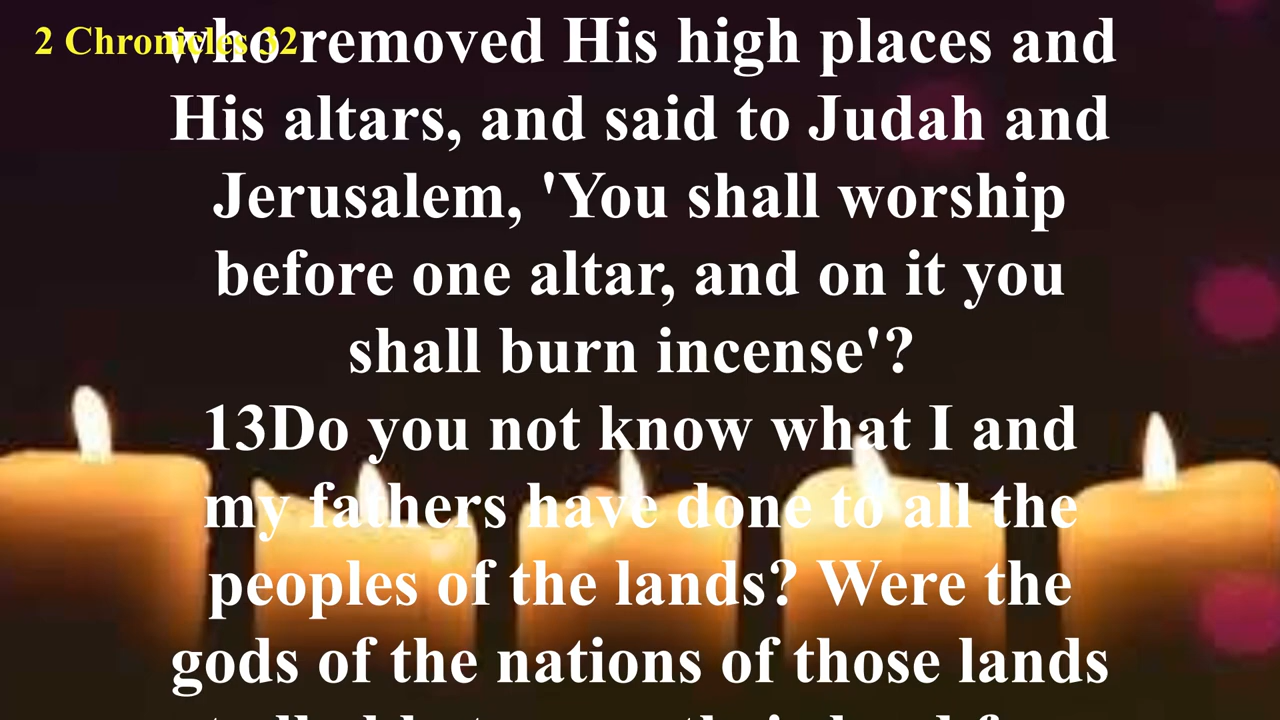 2 Chronicles 32
who removed His high places and
His altars, and said to Judah and
Jerusalem, 'You shall worship
before one altar, and on it you
shall burn incense'?
13Do you not know what I and
my fathers have done to all the
peoples of the lands? Were the
gods of the nations of those lands